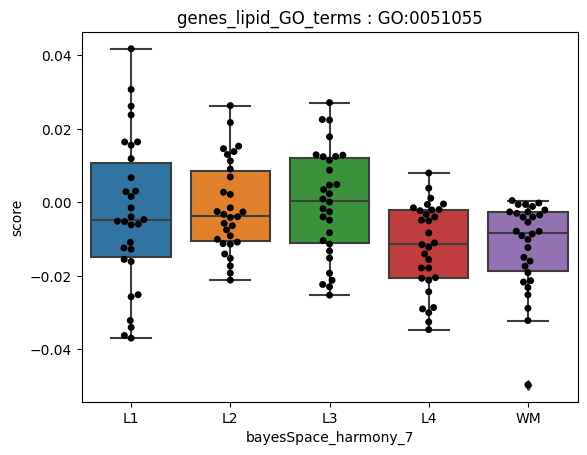 genes_lipid_GO_terms : GO:0051055
0.04
0.02
0.00
−0.02
−0.04
score
L1 L2 L3 L4 WM
bayesSpace_harmony_7